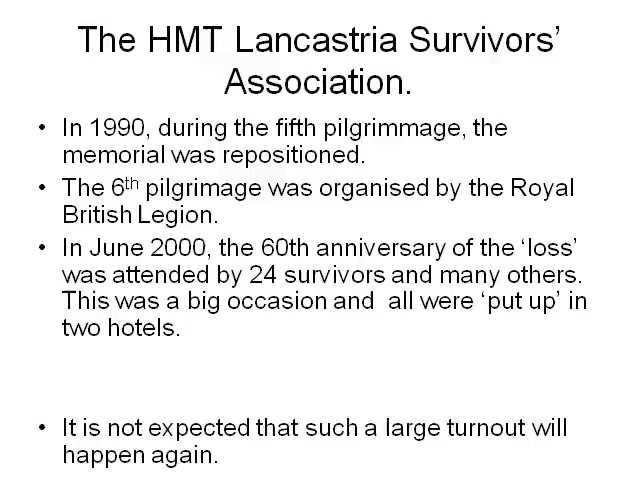 The HMT Lancastria Survivors’
Association.
• In 1990, during the fifth pilgrimmage, the
memorial was repositioned.
• The 6th pilgrimage was organised by the Royal
British Legion.
• In June 2000, the 60th anniversary of the ‘loss’
was attended by 24 survivors and many others.
This was a big occasion and  all were ‘put up’ in
two hotels.
• It is not expected that such a large turnout will
happen again.